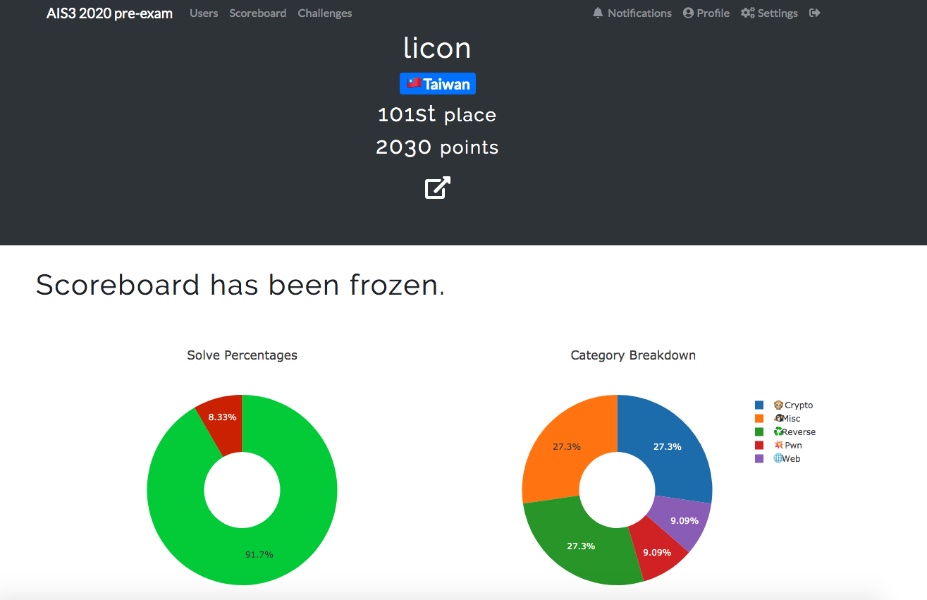 AIS3 2020 pre-exam Users Scoreboard Challenges Notifications Profile Settings
licon
Taiwan
101st place
2030 points
Scoreboard has been frozen.
Solve Percentages
8.33%
91.7%
Category Breakdown
27.3%
27.3%
9.09%
27.3%
9.09%
Crypto
Misc
Reverse
Pwn
Web